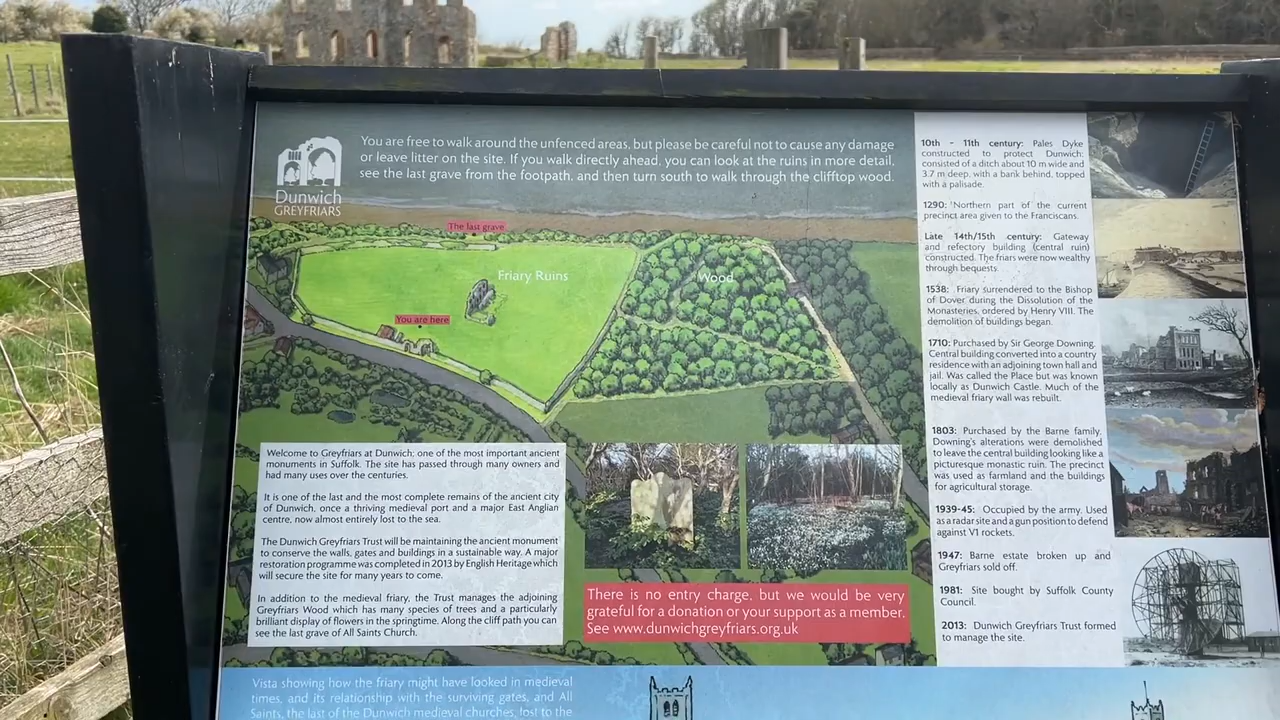 You are free to walk around the unfenced areas, but please be careful not to cause any damage
or leave litter on the site. If you walk directly ahead, you can look at the ruins in more detail,
see the last grave from the footpath, and then turn south to walk through the clifftop wood.
Dunwich
GREYFRIARS
The last grave
Friary Ruins
Wood
You are here
Welcome to Greyfriars at Dunwich, one of the most important ancient
monuments in Suffolk. The site has passed through many owners and
had many uses over the centuries.
It is one of the last and the most complete remains of the ancient city
of Dunwich, once a thriving medieval port and a major East Anglian
centre, now almost entirely lost to the sea.
The Dunwich Greyfriars Trust will be maintaining the ancient monument
to conserve the walls, gates and buildings in a sustainable way. A major
restoration programme was completed in 2013 by English Heritage which
will secure the site for many years to come.
In addition to the medieval friary, the Trust manages the adjoining
Greyfriars Wood which has many species of trees and a particularly
brilliant display of flowers in the springtime. Along the cliff path you can
see the last grave of All Saints Church.
There is no entry charge, but we would be very
grateful for a donation or your support as a member.
See www.dunwichgreyfriars.org.uk
10th - 11th century: Pales Dyke
constructed to protect Dunwich;
consisted of a ditch about 10 m wide and
3.7 m deep, with a bank behind, topped
with a palisade.
1290: Northern part of the current
precinct area given to the Franciscans.
Late 14th/15th century: Gateway
and refectory building (central ruin)
constructed. The friars were now wealthy
through bequests.
1538: Friary surrendered to the Bishop
of Dover during the Dissolution of the
Monasteries, ordered by Henry VIII. The
demolition of buildings began.
1710: Purchased by Sir George Downing.
Central building converted into a country
residence with an adjoining town hall and
jail. Was called the Place but was known
locally as Dunwich Castle. Much of the
medieval friary wall was rebuilt.
1803: Purchased by the Barne family.
Downing's alterations were demolished
to leave the central building looking like a
picturesque monastic ruin. The precinct
was used as farmland and the buildings
for agricultural storage.
1939-45: Occupied by the army. Used
as a radar site and a gun position to defend
against V1 rockets.
1947: Barne estate broken up and
Greyfriars sold off.
1981: Site bought by Suffolk County
Council.
2013: Dunwich Greyfriars Trust formed
to manage the site.
Vista showing how the friary might have looked in medieval
times, and its relationship with the surviving gates, and All
Saints, the last of the Dunwich medieval churches, lost to the